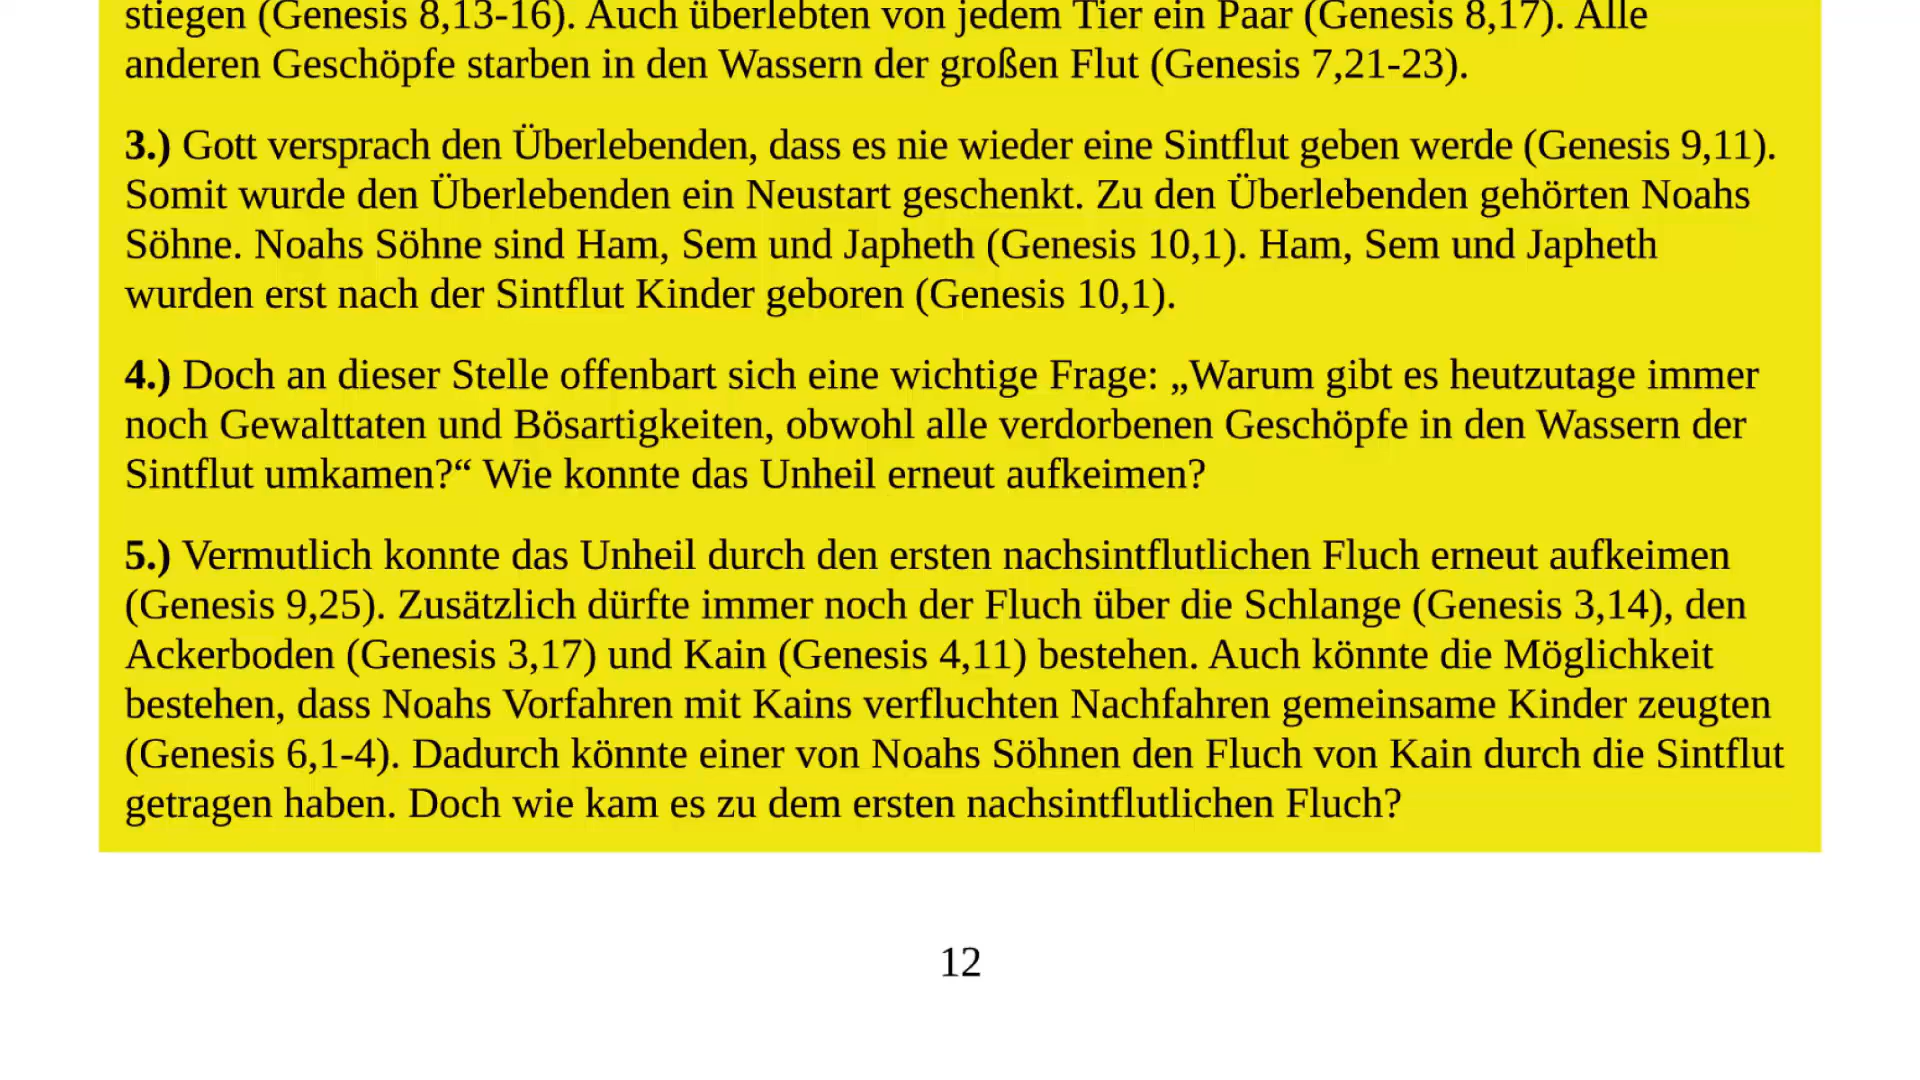 stiegen (Genesis 8,13-16). Auch überlebten von jedem Tier ein Paar (Genesis 8,17). Alle
anderen Geschöpfe starben in den Wassern der großen Flut (Genesis 7,21-23).
3.) Gott versprach den Überlebenden, dass es nie wieder eine Sintflut geben werde (Genesis 9,11).
Somit wurde den Überlebenden ein Neustart geschenkt. Zu den Überlebenden gehörten Noahs
Söhne. Noahs Söhne sind Ham, Sem und Japheth (Genesis 10,1). Ham, Sem und Japheth
wurden erst nach der Sintflut Kinder geboren (Genesis 10,1).
4.) Doch an dieser Stelle offenbart sich eine wichtige Frage: „Warum gibt es heutzutage immer
noch Gewalttaten und Bösartigkeiten, obwohl alle verdorbenen Geschöpfe in den Wassern der
Sintflut umkamen?“ Wie konnte das Unheil erneut aufkeimen?
5.) Vermutlich konnte das Unheil durch den ersten nachsintflutlichen Fluch erneut aufkeimen
(Genesis 9,25). Zusätzlich dürfte immer noch der Fluch über die Schlange (Genesis 3,14), den
Ackerboden (Genesis 3,17) und Kain (Genesis 4,11) bestehen. Auch könnte die Möglichkeit
bestehen, dass Noahs Vorfahren mit Kains verfluchten Nachfahren gemeinsame Kinder zeugten
(Genesis 6,1-4). Dadurch könnte einer von Noahs Söhnen den Fluch von Kain durch die Sintflut
getragen haben. Doch wie kam es zu dem ersten nachsintflutlichen Fluch?
12